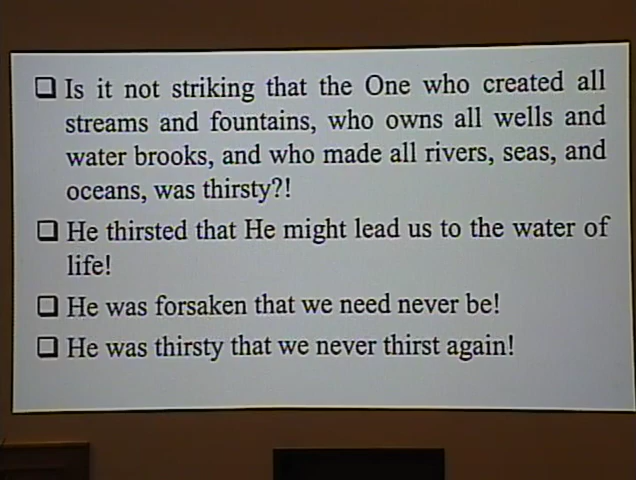 ❑ Is it not striking that the One who created all
streams and fountains, who owns all wells and
water brooks, and who made all rivers, seas, and
oceans, was thirsty?!
❑ He thirsted that He might lead us to the water of
life!
❑ He was forsaken that we need never be!
❑ He was thirsty that we never thirst again!